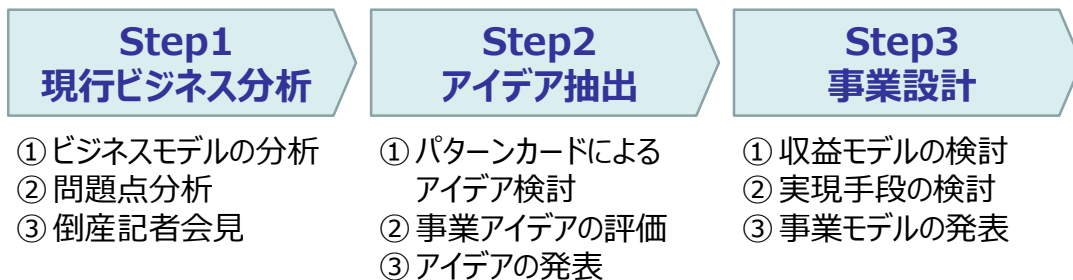 Step1
現行ビジネス分析
① ビジネスモデルの分析
② 問題点分析
③ 倒産記者会見
Step2
アイデア抽出
① パターンカードによる
アイデア検討
② 事業アイデアの評価
③ アイデアの発表
Step3
事業設計
① 収益モデルの検討
② 実現手段の検討
③ 事業モデルの発表